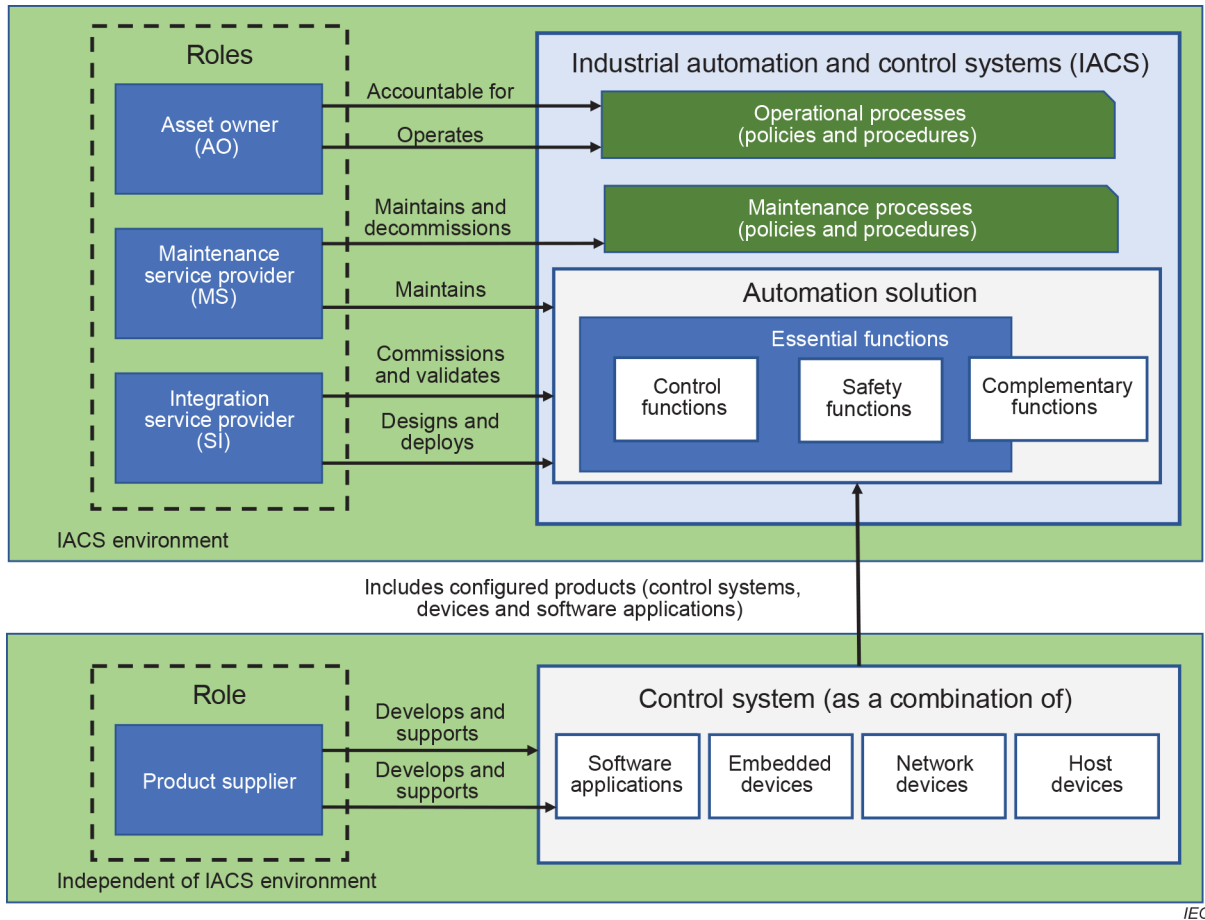 Roles
Industrial automation and control systems (IACS)
Asset owner
(AO)
Accountable for
Operates
Operational processes
(policies and procedures)
Maintenance
service provider
(MS)
Maintains and
decommissions
Maintenance processes
(policies and procedures)
Maintains
Automation solution
Essential functions
Integration
service provider
(SI)
Commissions
and validates
Designs and
deploys
Control
functions
Safety
functions
Complementary
functions
IACS environment
Includes configured products (control systems,
devices and software applications)
Role
Control system (as a combination of)
Product supplier
Develops and
supports
Develops and
supports
Software
applications
Embedded
devices
Network
devices
Host
devices
Independent of IACS environment
IEC